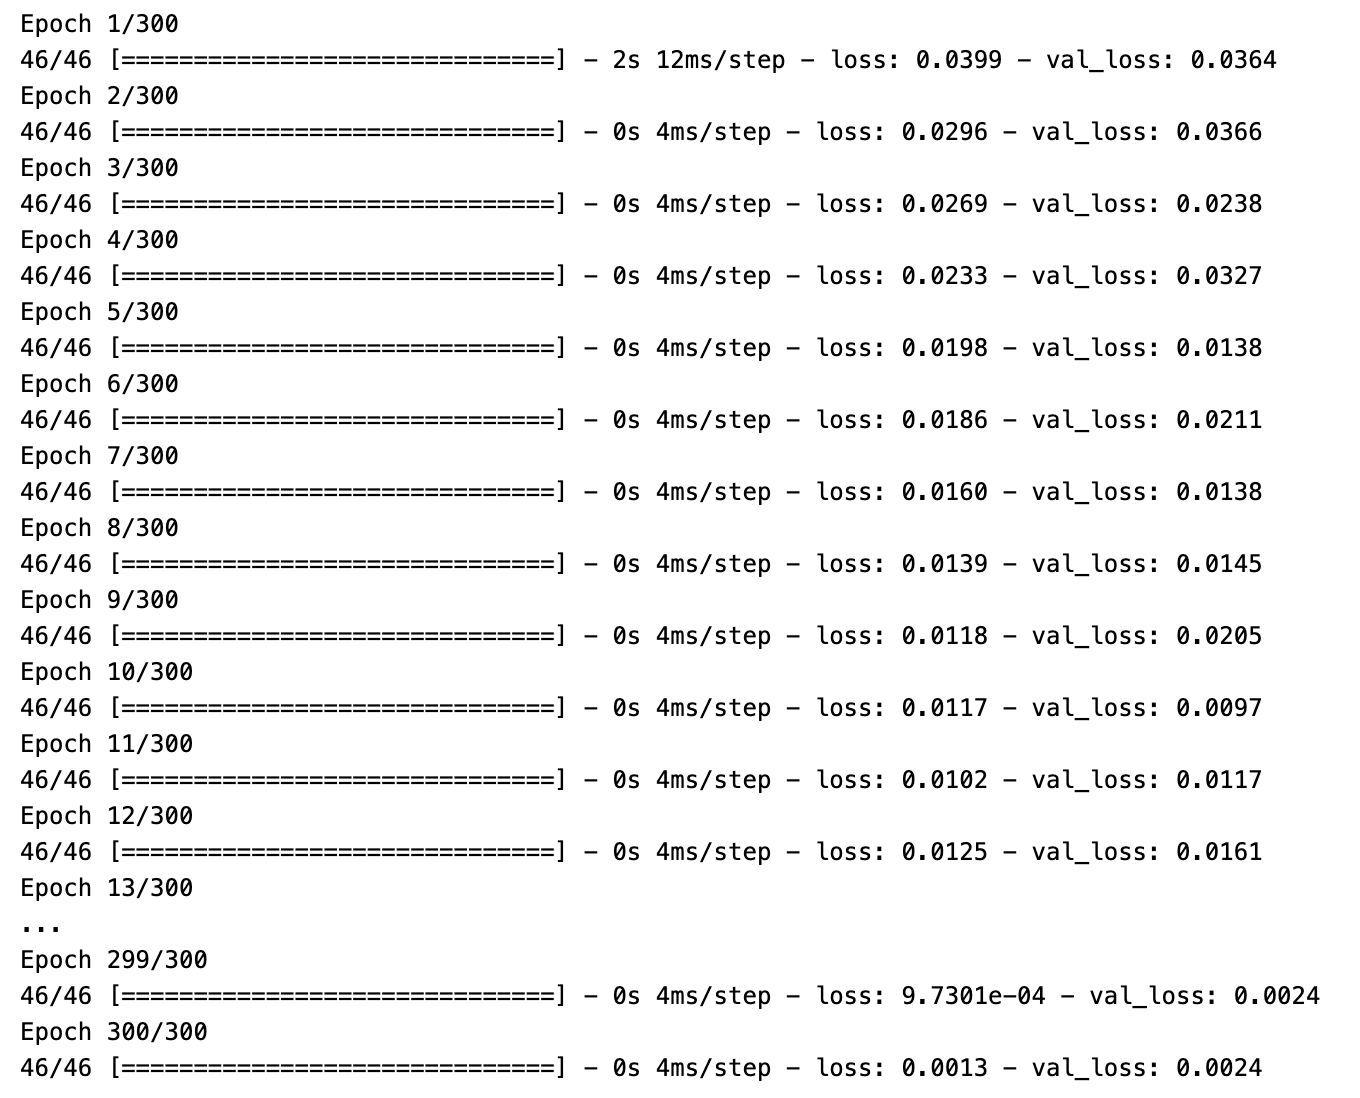 Epoch 1/300
46/46 [==============================] - 2s 12ms/step - loss: 0.0399 - val_loss: 0.0364
Epoch 2/300
46/46 [==============================] - 0s 4ms/step - loss: 0.0296 - val_loss: 0.0366
Epoch 3/300
46/46 [==============================] - 0s 4ms/step - loss: 0.0269 - val_loss: 0.0238
Epoch 4/300
46/46 [==============================] - 0s 4ms/step - loss: 0.0233 - val_loss: 0.0327
Epoch 5/300
46/46 [==============================] - 0s 4ms/step - loss: 0.0198 - val_loss: 0.0138
Epoch 6/300
46/46 [==============================] - 0s 4ms/step - loss: 0.0186 - val_loss: 0.0211
Epoch 7/300
46/46 [==============================] - 0s 4ms/step - loss: 0.0160 - val_loss: 0.0138
Epoch 8/300
46/46 [==============================] - 0s 4ms/step - loss: 0.0139 - val_loss: 0.0145
Epoch 9/300
46/46 [==============================] - 0s 4ms/step - loss: 0.0118 - val_loss: 0.0205
Epoch 10/300
46/46 [==============================] - 0s 4ms/step - loss: 0.0117 - val_loss: 0.0097
Epoch 11/300
46/46 [==============================] - 0s 4ms/step - loss: 0.0102 - val_loss: 0.0117
Epoch 12/300
46/46 [==============================] - 0s 4ms/step - loss: 0.0125 - val_loss: 0.0161
Epoch 13/300
...
Epoch 299/300
46/46 [==============================] - 0s 4ms/step - loss: 9.7301e-04 - val_loss: 0.0024
Epoch 300/300
46/46 [==============================] - 0s 4ms/step - loss: 0.0013 - val_loss: 0.0024